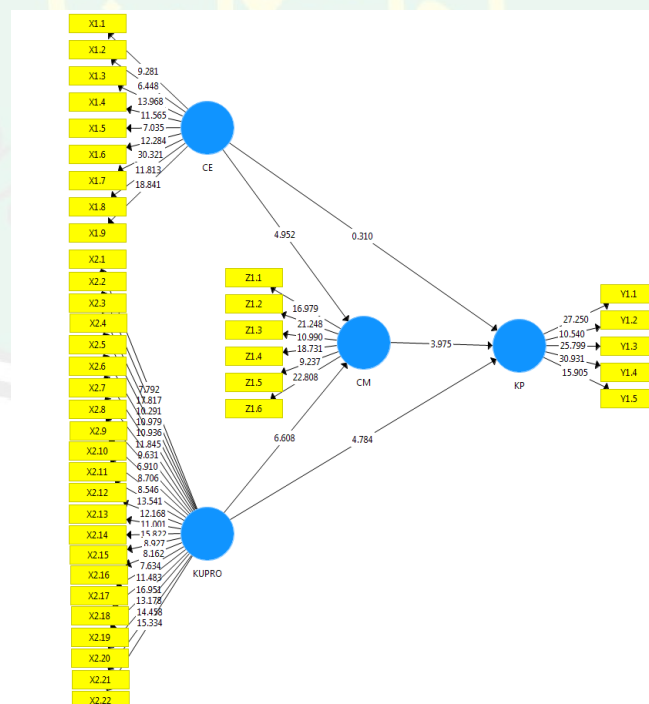 X1.1
X1.2
X1.3
X1.4
X1.5
X1.6
X1.7
X1.8
X1.9
9.281
6.448
13.968
11.565
7.035
12.284
30.321
11.813
18.841
CE
4.952
0.310
X2.1
X2.2
X2.3
X2.4
X2.5
X2.6
X2.7
X2.8
X2.9
X2.10
X2.11
X2.12
X2.13
X2.14
X2.15
X2.16
X2.17
X2.18
X2.19
X2.20
X2.21
X2.22
10.291
10.979
10.936
11.845
9.631
6.910
8.706
8.546
13.541
12.168
11.001
15.822
8.927
8.162
7.634
11.483
16.951
13.178
14.458
15.334
KUPRO
6.608
4.784
Z1.1
Z1.2
Z1.3
Z1.4
Z1.5
Z1.6
16.979
21.248
10.990
18.731
9.237
22.808
CM
3.975
KP
27.250
10.540
25.799
30.931
15.905
Y1.1
Y1.2
Y1.3
Y1.4
Y1.5